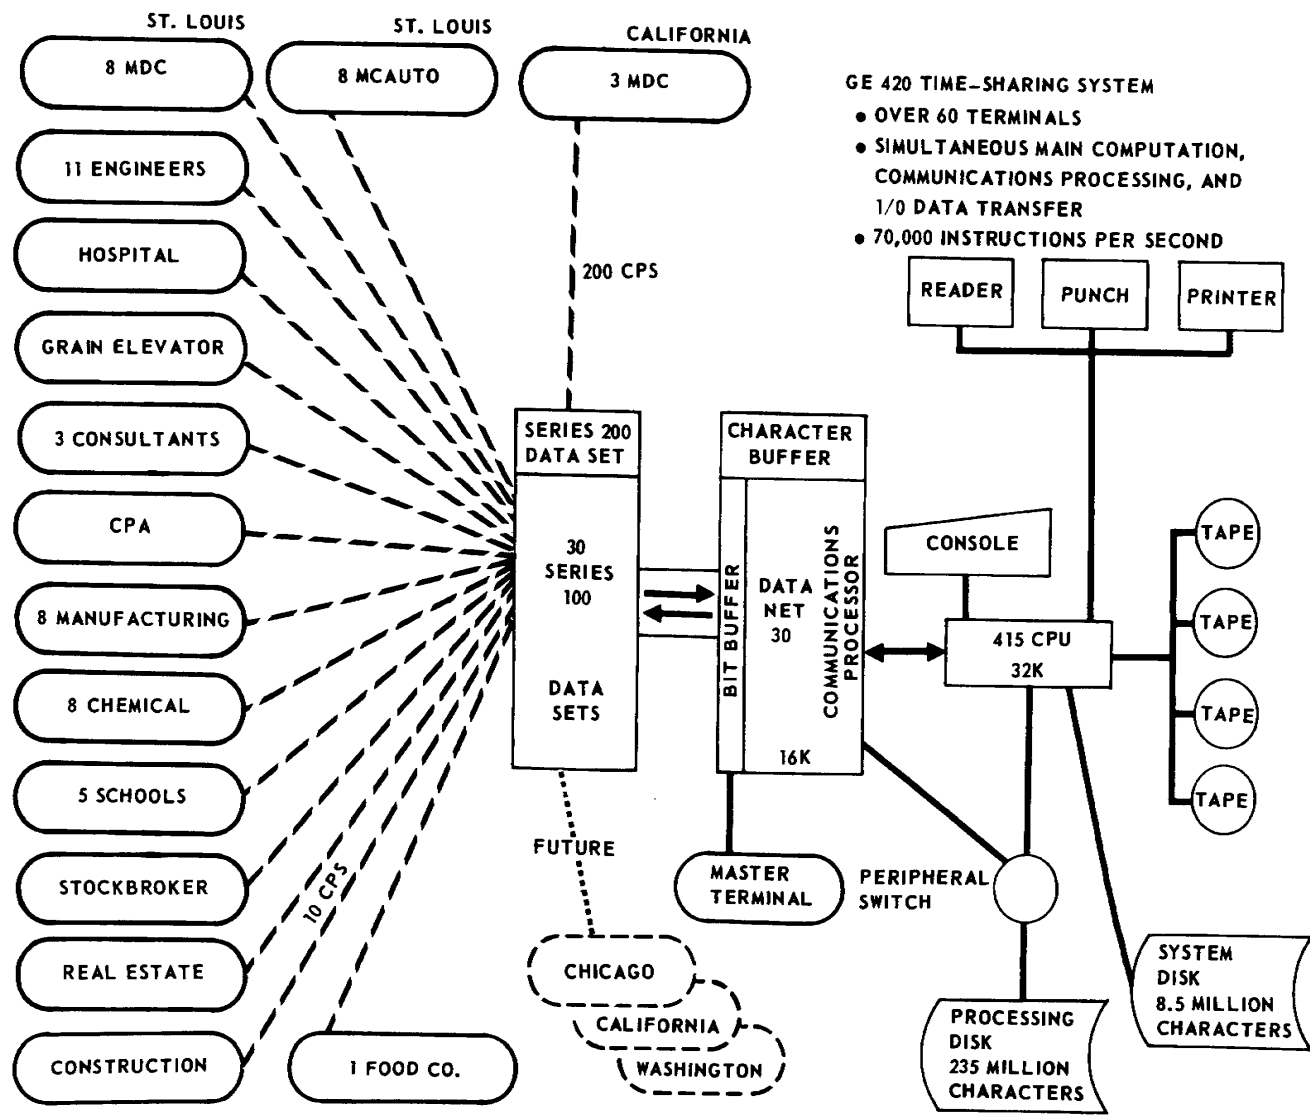 ST. LOUIS
8 MDC
ST. LOUIS
8 MCAUTO
CALIFORNIA
3 MDC
GE 420 TIME-SHARING SYSTEM
• OVER 60 TERMINALS
• SIMULTANEOUS MAIN COMPUTATION,
COMMUNICATIONS PROCESSING, AND
1/0 DATA TRANSFER
• 70,000 INSTRUCTIONS PER SECOND
11 ENGINEERS
HOSPITAL
GRAIN ELEVATOR
3 CONSULTANTS
CPA
8 MANUFACTURING
8 CHEMICAL
5 SCHOOLS
STOCKBROKER
REAL ESTATE
CONSTRUCTION
1 FOOD CO.
10 CPS
200 CPS
SERIES 200
DATA SET
30
SERIES
100
DATA
SETS
FUTURE
CHICAGO
CALIFORNIA
WASHINGTON
CHARACTER
BUFFER
BIT BUFFER
DATA
NET
30
COMMUNICATIONS
PROCESSOR
16K
MASTER
TERMINAL
READER
PUNCH
PRINTER
CONSOLE
415 CPU
32K
TAPE
TAPE
TAPE
TAPE
PERIPHERAL
SWITCH
PROCESSING
DISK
235 MILLION
CHARACTERS
SYSTEM
DISK
8.5 MILLION
CHARACTERS